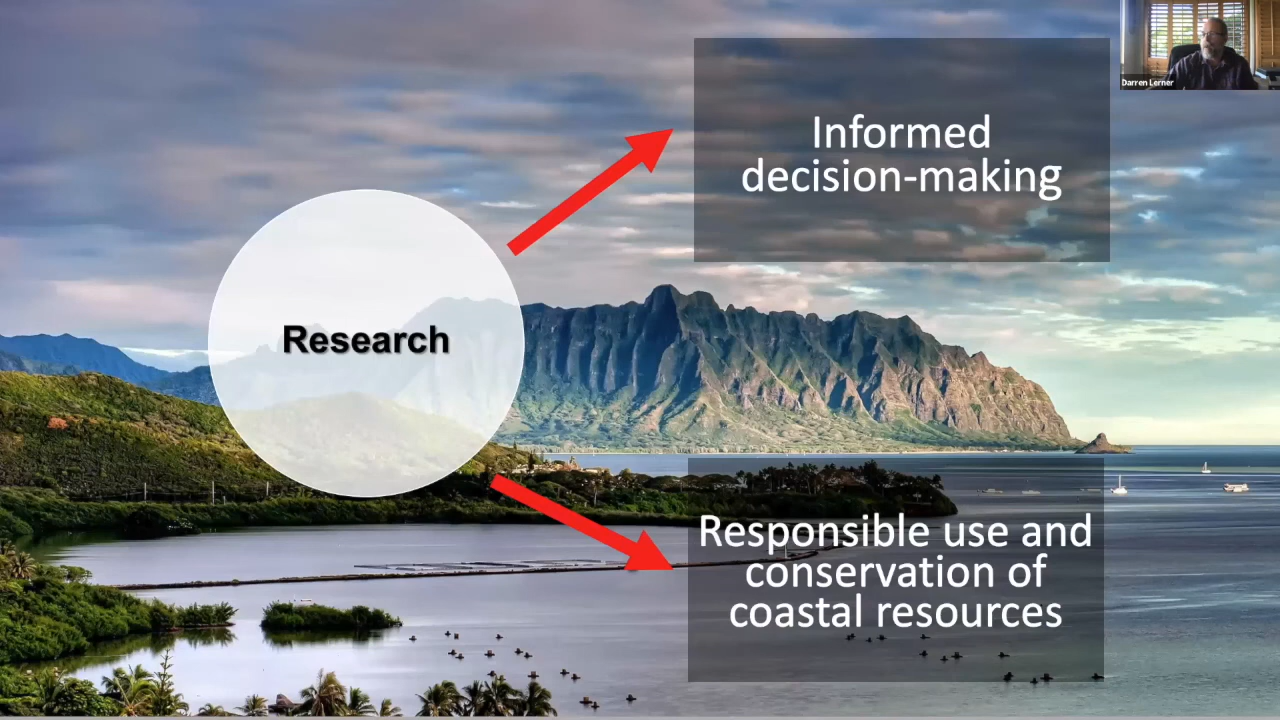 Darren Lerner
Informed
decision-making
Research
Responsible use and
conservation of
coastal resources